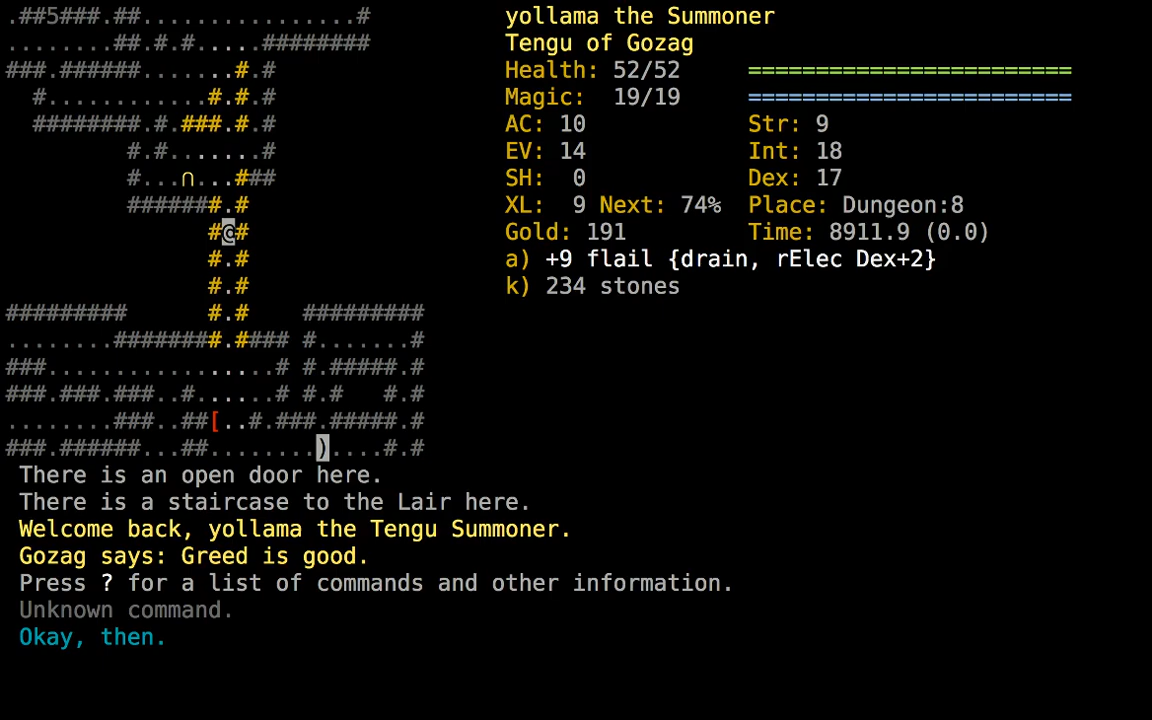 .##5###.##.................#          yollama the Summoner
........##.#.#.....########          Tengu of Gozag
###.######.......#.#          Health: 52/52     ========================
#............#.#.#          Magic:  19/19     ========================
########.#.###.#.#          AC: 10            Str: 9
#.#.......#          EV: 14            Int: 18
#...∩...###          SH:  0            Dex: 17
######.#.#          XL:  9 Next: 74%  Place: Dungeon:8
#@#          Gold: 191         Time: 8911.9 (0.0)
#.#          a) +9 flail {drain, rElec Dex+2}
#.#          k) 234 stones
#########      #.#    #########
........#######.#.#### #.......#
###.................# #.#####.#
###.###.###..#......# #.#   #.#
........###..##[..#.###.#####.#
###.######...##........)....#.#
There is an open door here.
There is a staircase to the Lair here.
Welcome back, yollama the Tengu Summoner.
Gozag says: Greed is good.
Press ? for a list of commands and other information.
Unknown command.
Okay, then.